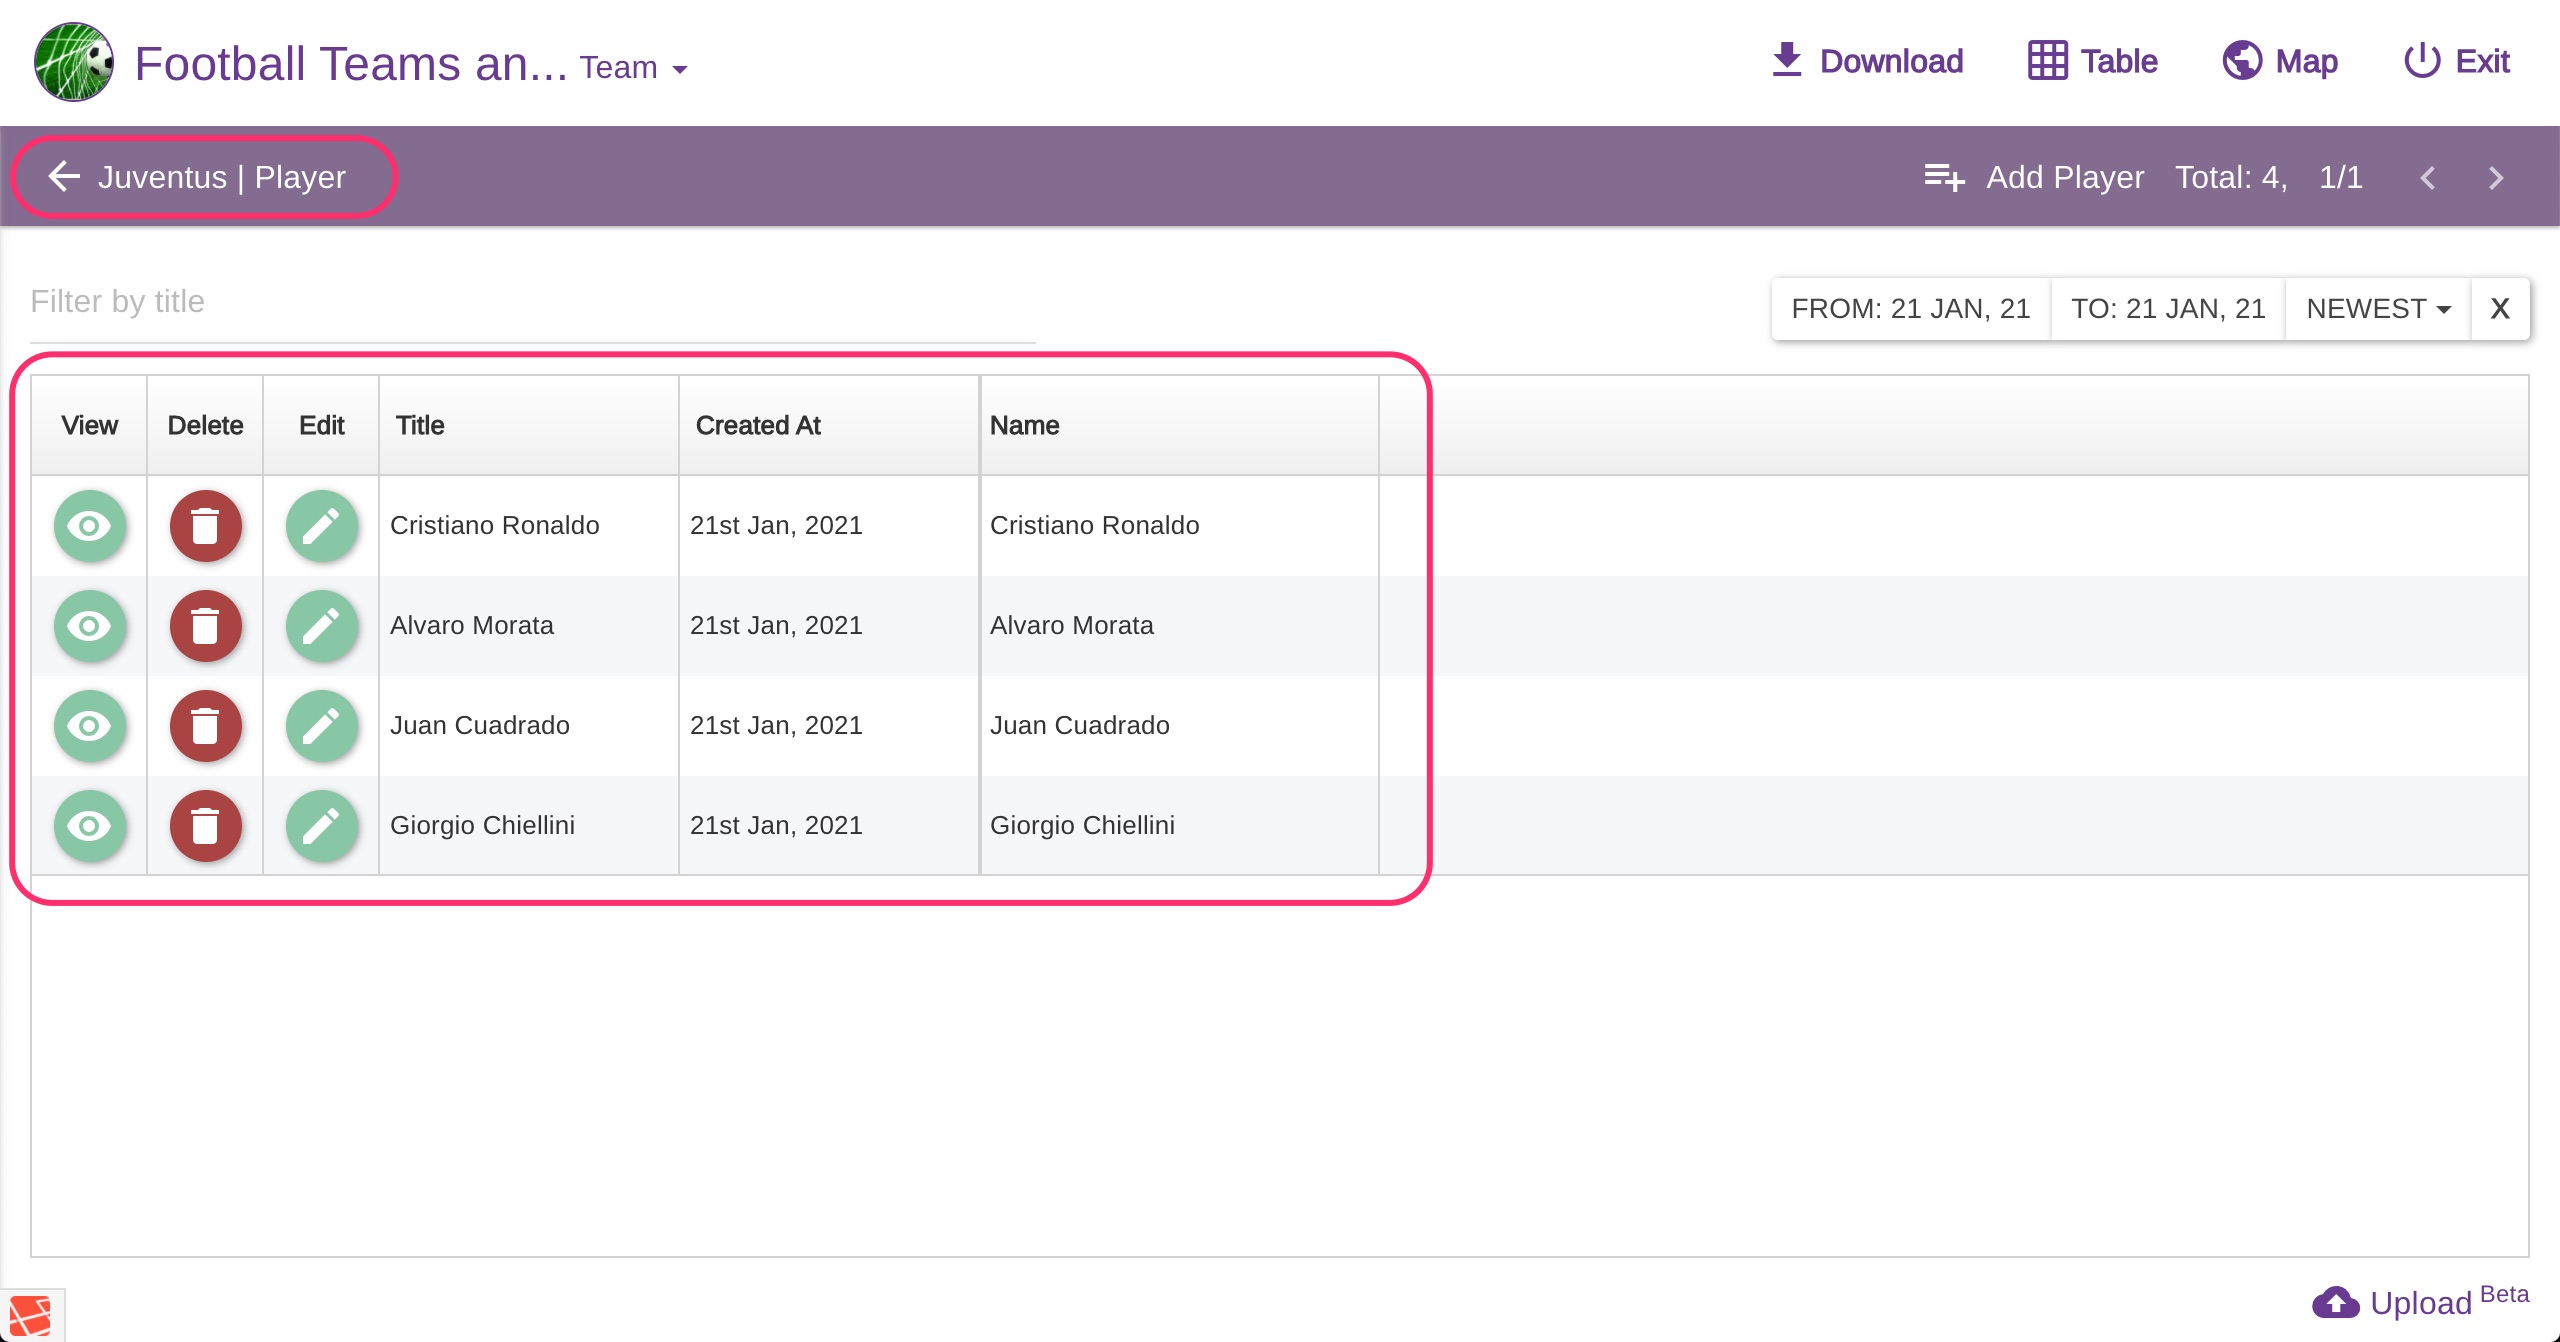 Football Teams an... Team
Download Table Map Exit
Juventus | Player
Add Player Total: 4, 1/1
Filter by title
FROM: 21 JAN, 21 TO: 21 JAN, 21 NEWEST X
View Delete Edit Title Created At Name
Cristiano Ronaldo 21st Jan, 2021 Cristiano Ronaldo
Alvaro Morata 21st Jan, 2021 Alvaro Morata
Juan Cuadrado 21st Jan, 2021 Juan Cuadrado
Giorgio Chiellini 21st Jan, 2021 Giorgio Chiellini
Upload Beta